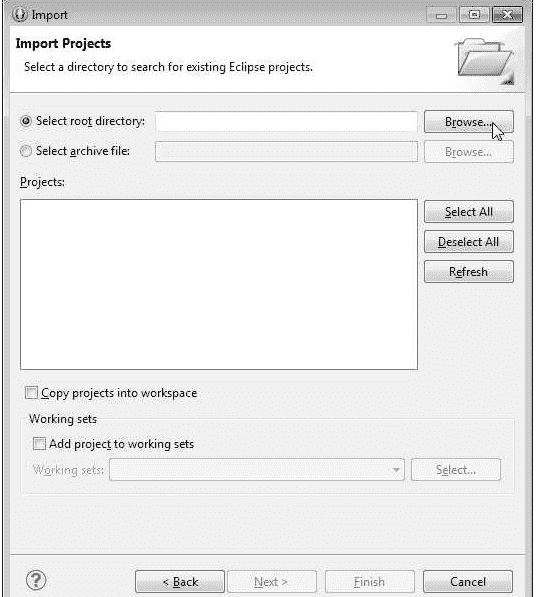 Import
Import Projects
Select a directory to search for existing Eclipse projects.
Select root directory: Browse...
Select archive file: Browse...
Projects:
Select All
Deselect All
Refresh
Copy projects into workspace
Working sets
Add project to working sets
Working sets: Select...
? < Back Next > Finish Cancel